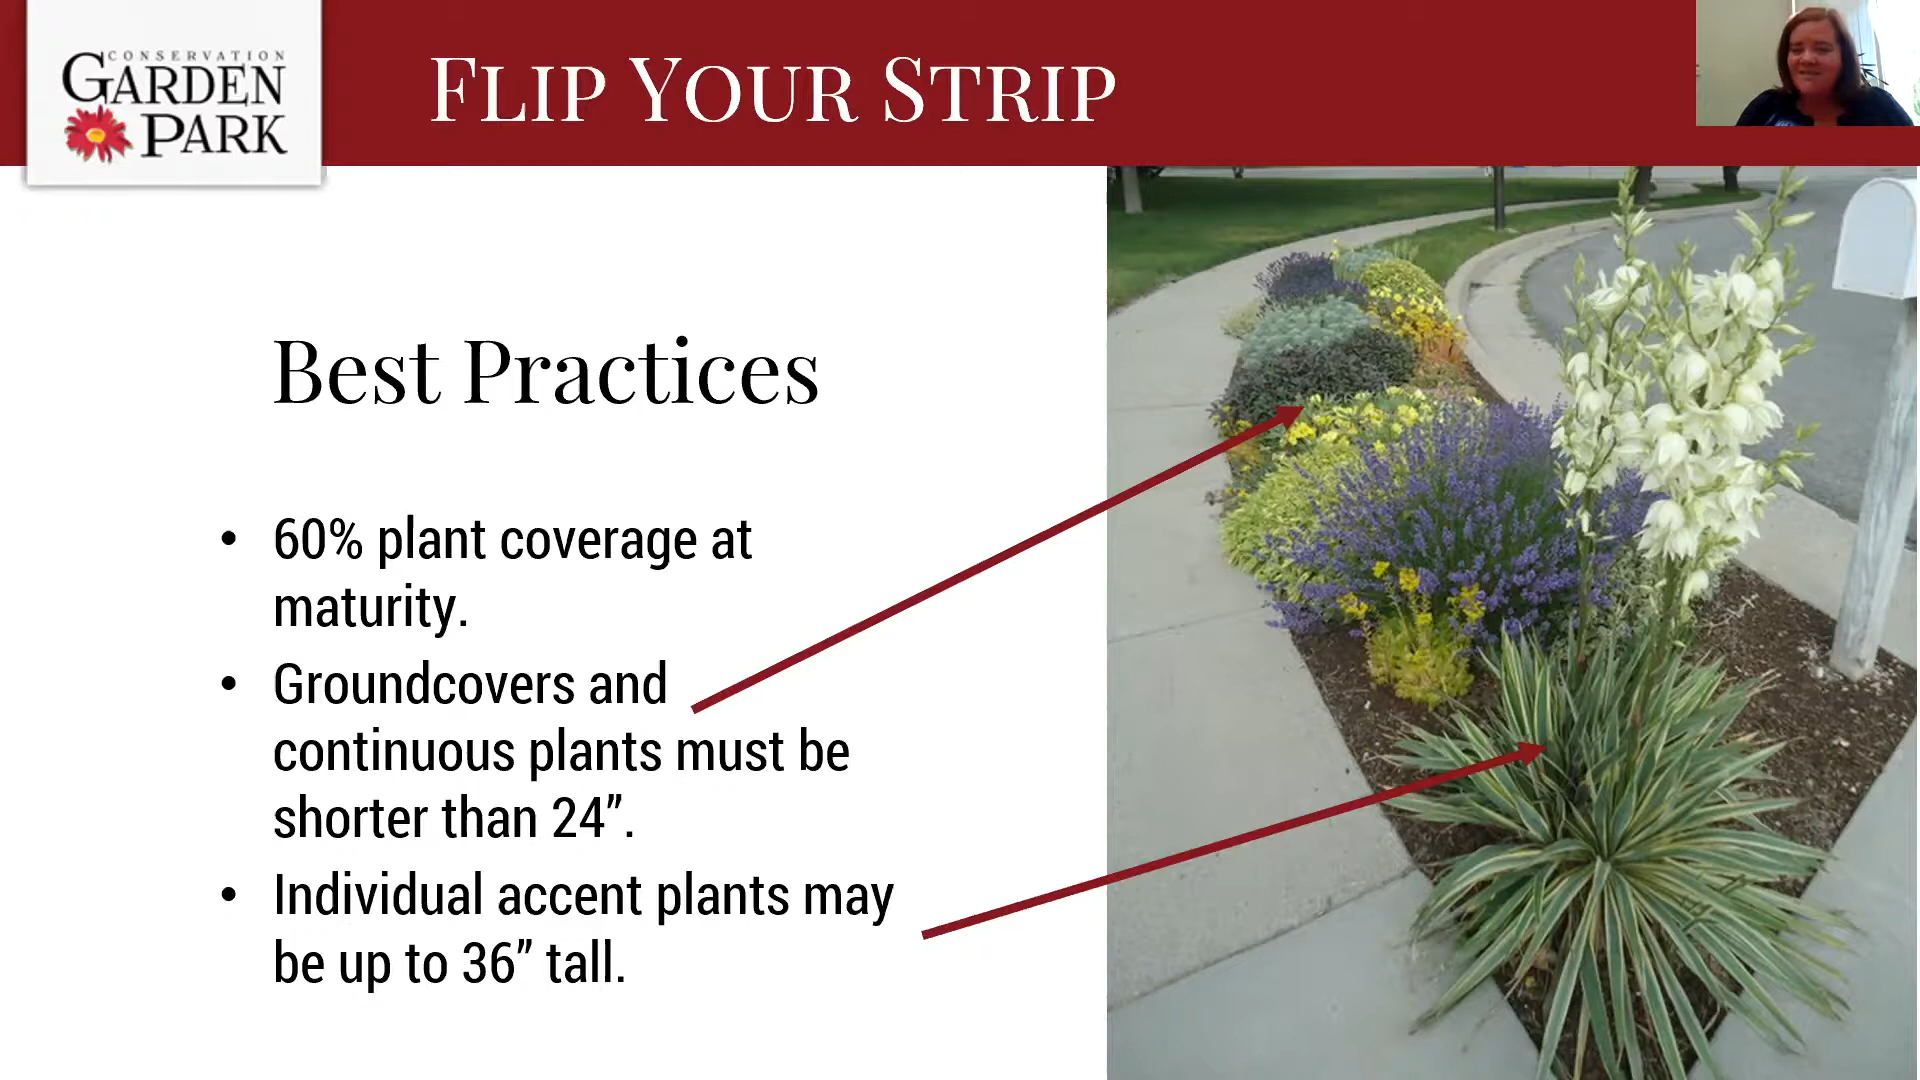 CONSERVATION
GARDEN
PARK
FLIP YOUR STRIP
Best Practices
• 60% plant coverage at
maturity.
• Groundcovers and
continuous plants must be
shorter than 24”.
• Individual accent plants may
be up to 36” tall.